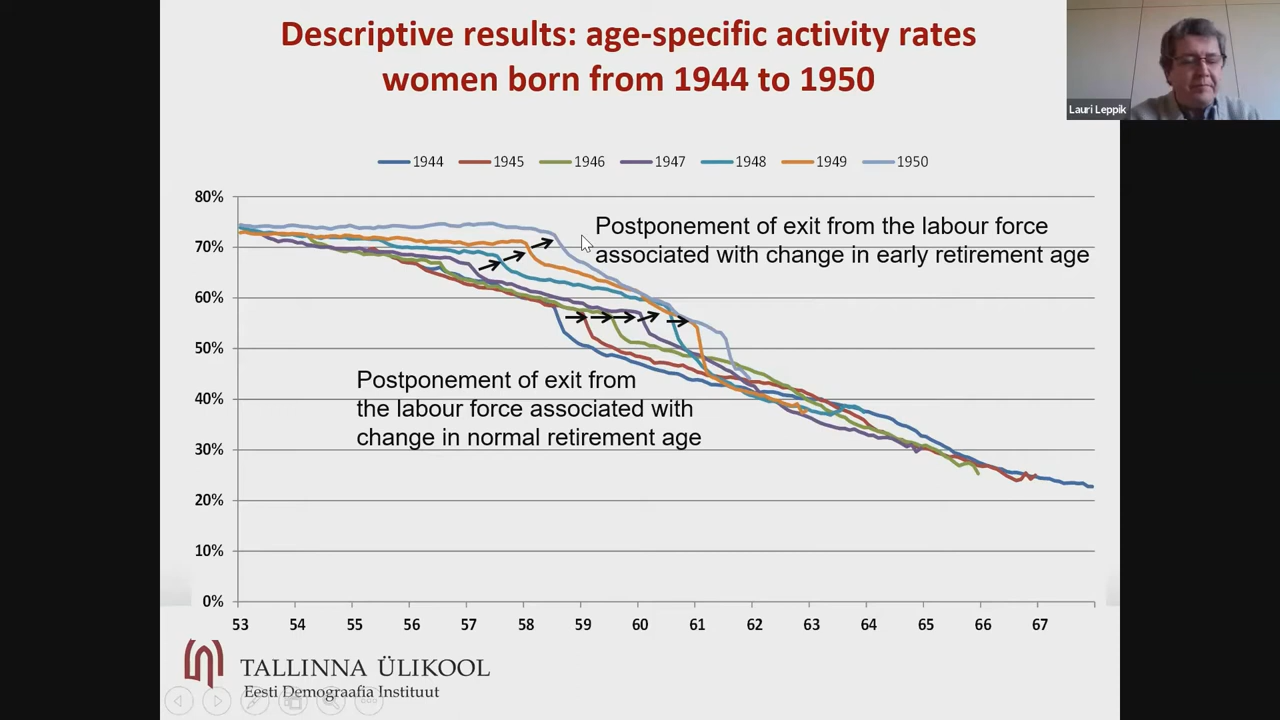 Descriptive results: age-specific activity rates
women born from 1944 to 1950
Lauri Leppik
1944 1945 1946 1947 1948 1949 1950
80%
70%
60%
50%
40%
30%
20%
10%
0%
Postponement of exit from the labour force
associated with change in early retirement age
Postponement of exit from
the labour force associated with
change in normal retirement age
53 54 55 56 57 58 59 60 61 62 63 64 65 66 67
TALLINNA ÜLIKOOL
Eesti Demograafia Instituut